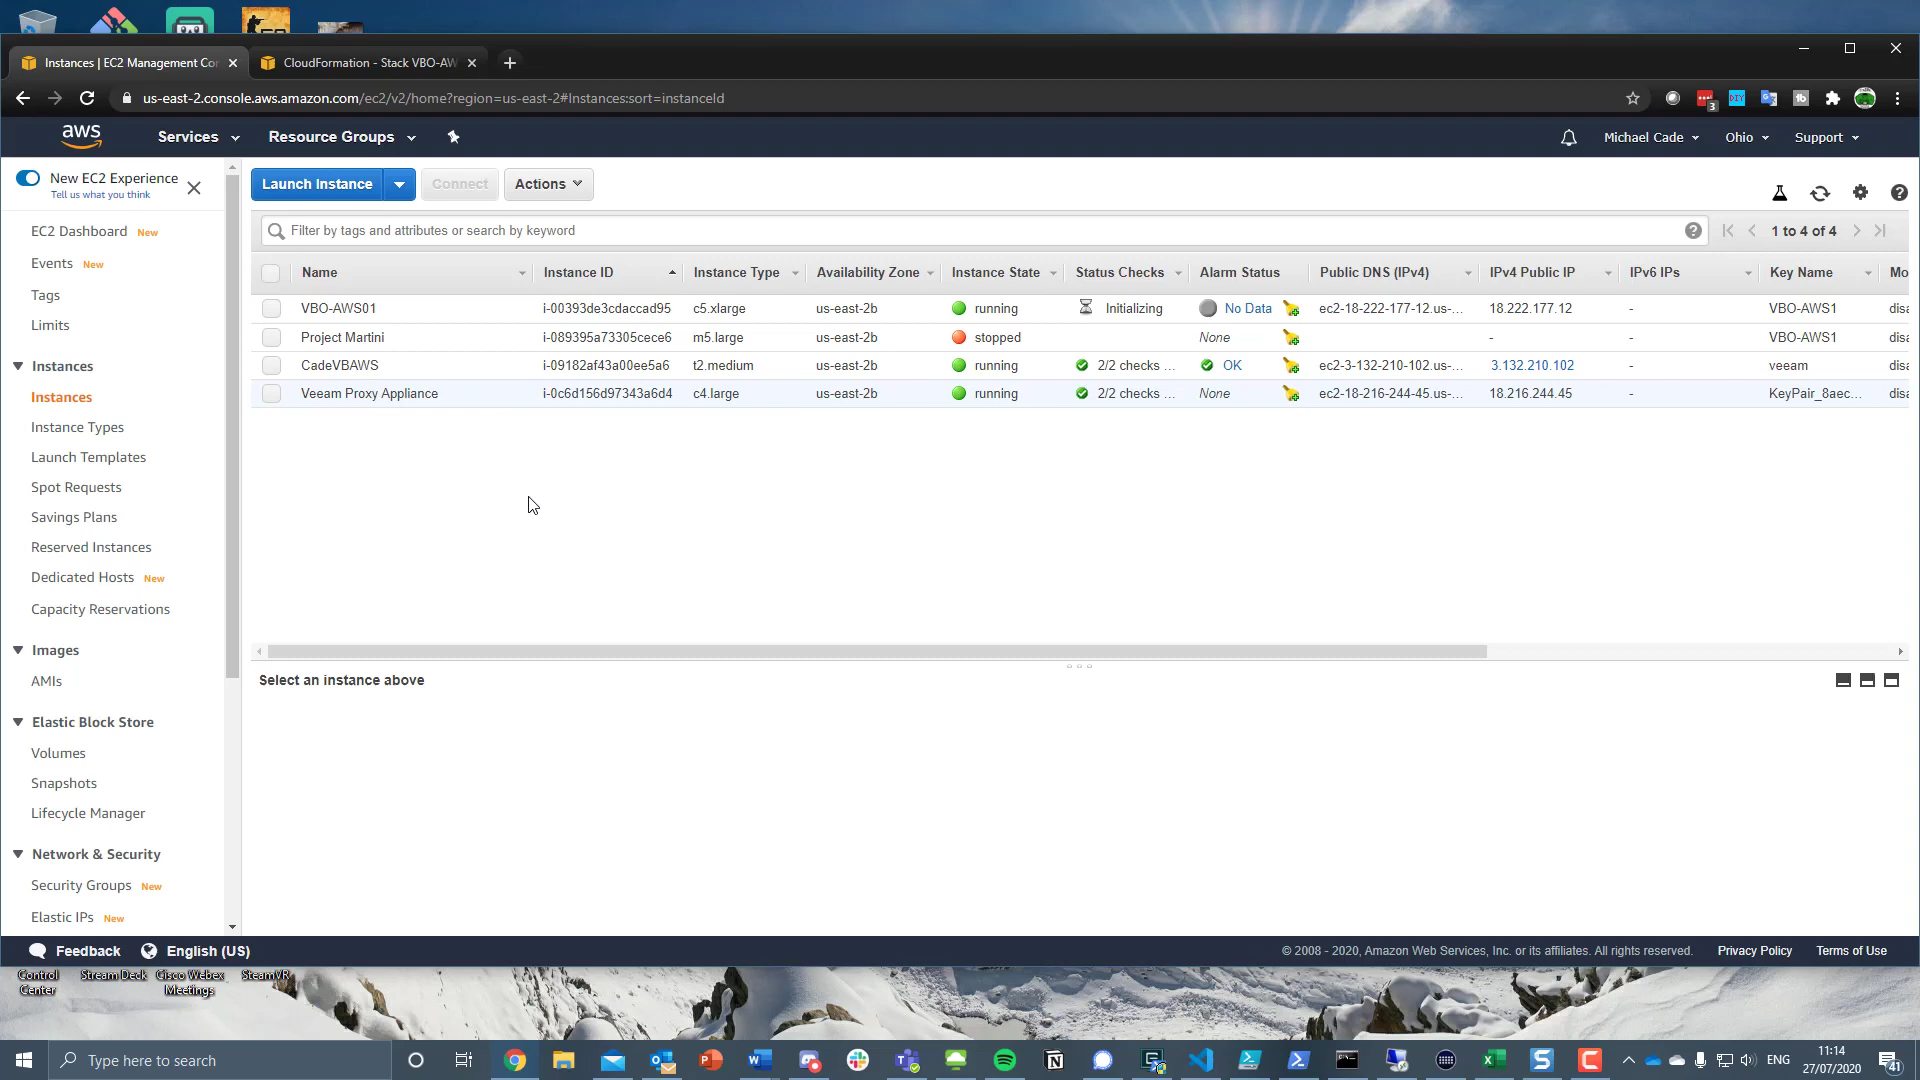 Instances | EC2 Management Con
CloudFormation - Stack VBO-AW
us-east-2.console.aws.amazon.com/ec2/v2/home?region=us-east-2#Instances:sort=instanceId
3
DIY
aws
Services
Resource Groups
Michael Cade
Ohio
Support
New EC2 Experience
Tell us what you think
EC2 Dashboard New
Events New
Tags
Limits
Instances
Instances
Instance Types
Launch Templates
Spot Requests
Savings Plans
Reserved Instances
Dedicated Hosts New
Capacity Reservations
Images
AMIs
Elastic Block Store
Volumes
Snapshots
Lifecycle Manager
Network & Security
Security Groups New
Elastic IPs New
Launch Instance
Connect
Actions
Filter by tags and attributes or search by keyword
1 to 4 of 4
Name Instance ID Instance Type Availability Zone Instance State Status Checks Alarm Status Public DNS (IPv4) IPv4 Public IP IPv6 IPs Key Name Mo
VBO-AWS01 i-00393de3cdaccad95 c5.xlarge us-east-2b running Initializing No Data ec2-18-222-177-12.us-... 18.222.177.12 - VBO-AWS1 disa
Project Martini i-089395a73305cece6 m5.large us-east-2b stopped None - - VBO-AWS1 disa
CadeVBAWS i-09182af43a00ee5a6 t2.medium us-east-2b running 2/2 checks ... OK ec2-3-132-210-102.us-... 3.132.210.102 - veeam disa
Veeam Proxy Appliance i-0c6d156d97343a6d4 c4.large us-east-2b running 2/2 checks ... None ec2-18-216-244-45.us-... 18.216.244.45 - KeyPair_8aec... disa
Select an instance above
Feedback
English (US)
© 2008 - 2020, Amazon Web Services, Inc. or its affiliates. All rights reserved.
Privacy Policy
Terms of Use
Control Center
Stream Deck
Cisco Webex Meetings
SteamVR
Type here to search
ENG
11:14
27/07/2020
41